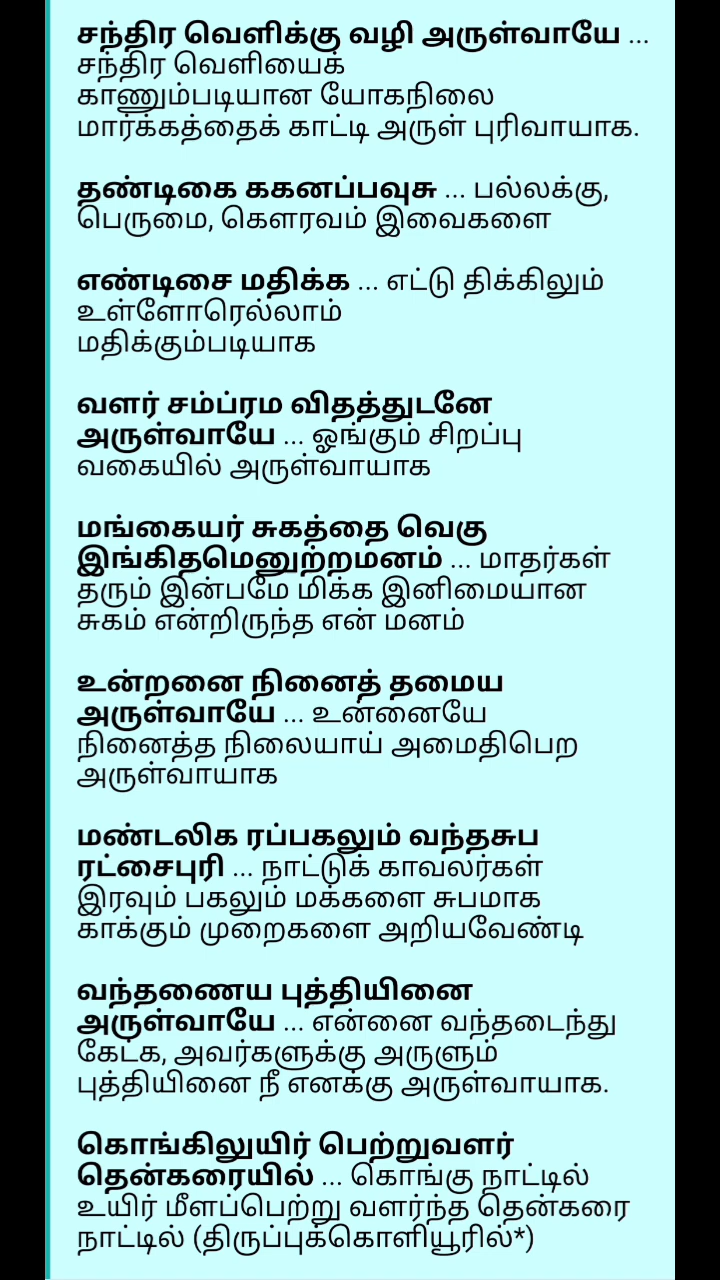 சந்திர வெளிக்கு வழி அருள்வாயே ...
சந்திர வெளியைக்
காணும்படியான யோகநிலை
மார்க்கத்தைக் காட்டி அருள் புரிவாயாக.
தண்டிகை ககனப்பவுசு ... பல்லக்கு,
பெருமை, கௌரவம் இவைகளை
எண்டிசை மதிக்க ... எட்டு திக்கிலும்
உள்ளோரெல்லாம்
மதிக்கும்படியாக
வளர் சம்ப்ரம விதத்துடனே
அருள்வாயே ... ஓங்கும் சிறப்பு
வகையில் அருள்வாயாக
மங்கையர் சுகத்தை வெகு
இங்கிதமெனுற்றமனம் ... மாதர்கள்
தரும் இன்பமே மிக்க இனிமையான
சுகம் என்றிருந்த என் மனம்
உன்றனை நினைத் தமைய
அருள்வாயே ... உன்னையே
நினைத்த நிலையாய் அமைதிபெற
அருள்வாயாக
மண்டலிக ரப்பகலும் வந்தசுப
ரட்சைபுரி ... நாட்டுக் காவலர்கள்
இரவும் பகலும் மக்களை சுபமாக
காக்கும் முறைகளை அறியவேண்டி
வந்தணைய புத்தியினை
அருள்வாயே ... என்னை வந்தடைந்து
கேட்க, அவர்களுக்கு அருளும்
புத்தியினை நீ எனக்கு அருள்வாயாக.
கொங்கிலுயிர் பெற்றுவளர்
தென்கரையில் ... கொங்கு நாட்டில்
உயிர் மீளப்பெற்று வளர்ந்த தென்கரை
நாட்டில் (திருப்புக்கொளியூரில்*)